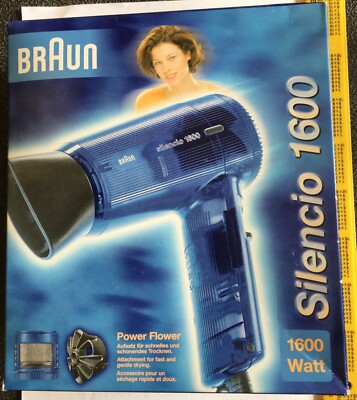 BRAUN
Silencio 1600
BRAUN
silencio 1600
Power Flower
Aufsatz für schnelles und
schonendes Trocknen.
Attachment for fast and
gentle drying.
Accessoire pour un
séchage rapide et doux.
1600
Watt